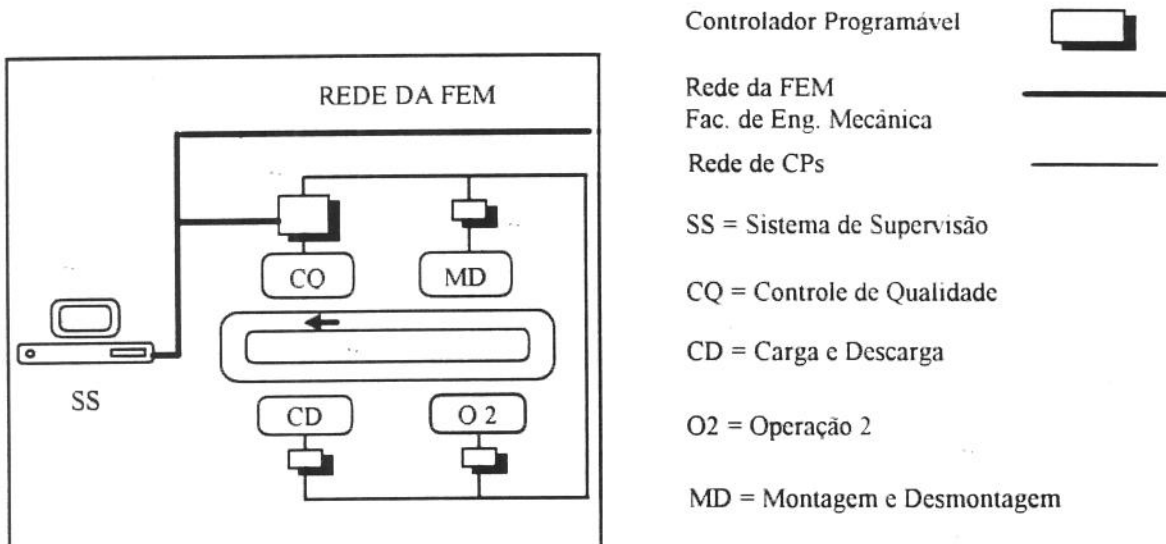 REDE DA FEM
CQ
MD
SS
CD
O 2
Controlador Programável
Rede da FEM
Fac. de Eng. Mecânica
Rede de CPs
SS = Sistema de Supervisão
CQ = Controle de Qualidade
CD = Carga e Descarga
O2 = Operação 2
MD = Montagem e Desmontagem